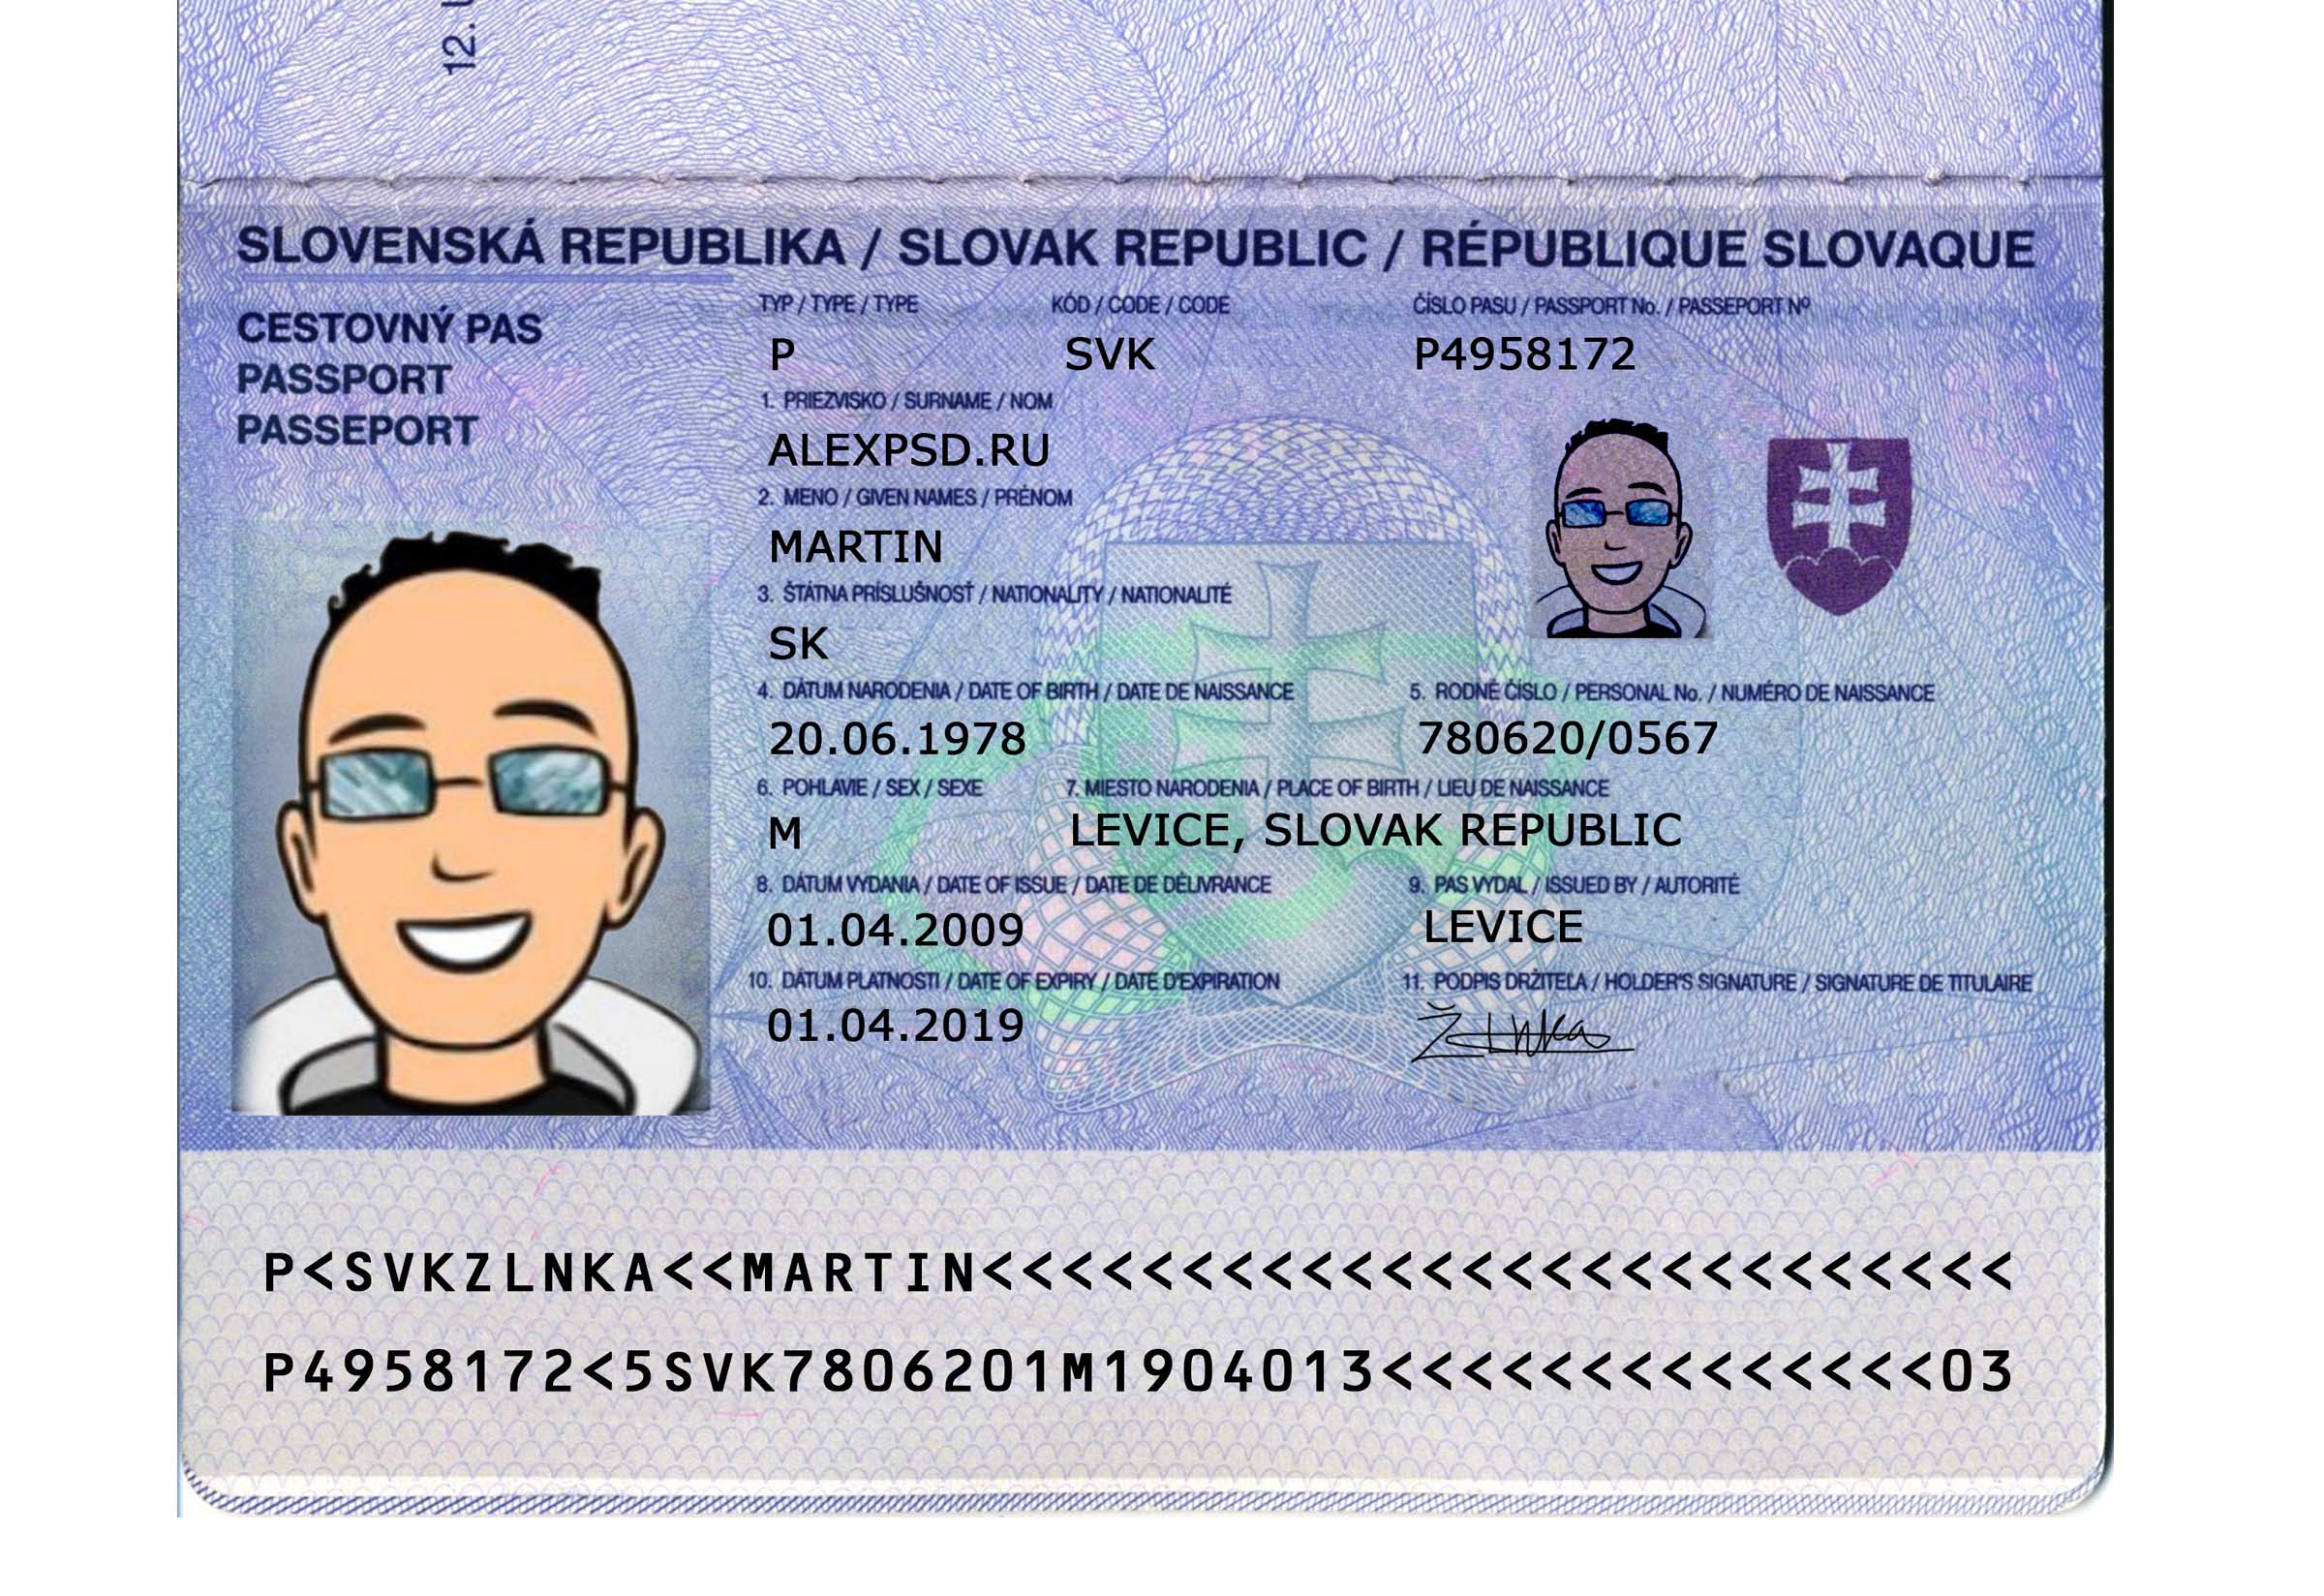 12.
SLOVENSKÁ REPUBLIKA / SLOVAK REPUBLIC / RÉPUBLIQUE SLOVAQUE
CESTOVNÝ PAS
PASSPORT
PASSEPORT
TYP / TYPE / TYPE KÓD / CODE / CODE ČÍSLO PASU / PASSPORT No. / PASSEPORT Nº
P SVK P4958172
1. PRIEZVISKO / SURNAME / NOM
ALEXPSD.RU
2. MENO / GIVEN NAMES / PRÉNOM
MARTIN
3. ŠTÁTNA PRÍSLUŠNOSŤ / NATIONALITY / NATIONALITÉ
SK
4. DÁTUM NARODENIA / DATE OF BIRTH / DATE DE NAISSANCE 5. RODNÉ ČÍSLO / PERSONAL No. / NUMÉRO DE NAISSANCE
20.06.1978 780620/0567
6. POHLAVIE / SEX / SEXE 7. MIESTO NARODENIA / PLACE OF BIRTH / LIEU DE NAISSANCE
M LEVICE, SLOVAK REPUBLIC
8. DÁTUM VYDANIA / DATE OF ISSUE / DATE DE DÉLIVRANCE 9. PAS VYDAL / ISSUED BY / AUTORITÉ
01.04.2009 LEVICE
10. DÁTUM PLATNOSTI / DATE OF EXPIRY / DATE D'EXPIRATION 11. PODPIS DRŽITEĽA / HOLDER'S SIGNATURE / SIGNATURE DE TITULAIRE
01.04.2019
P<SVKZLNKA<<MARTIN<<<<<<<<<<<<<<<<<<<<<<<<<<
P4958172<5SVK7806201M1904013<<<<<<<<<<<<<<03